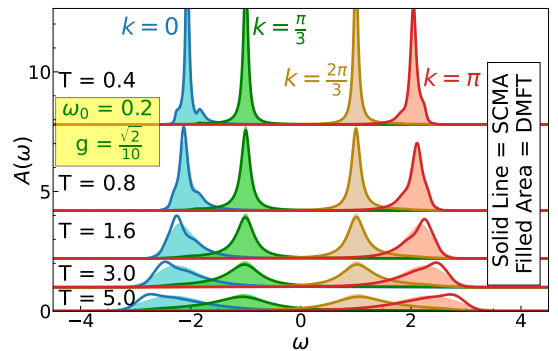 k = 0
k = π/3
k = 2π/3
k = π
T = 0.4
ω₀ = 0.2
g = √2/10
T = 0.8
T = 1.6
T = 3.0
T = 5.0
Solid Line = SCMA
Filled Area = DMFT
A(ω)
10
5
0
−4
−2
0
2
4
ω